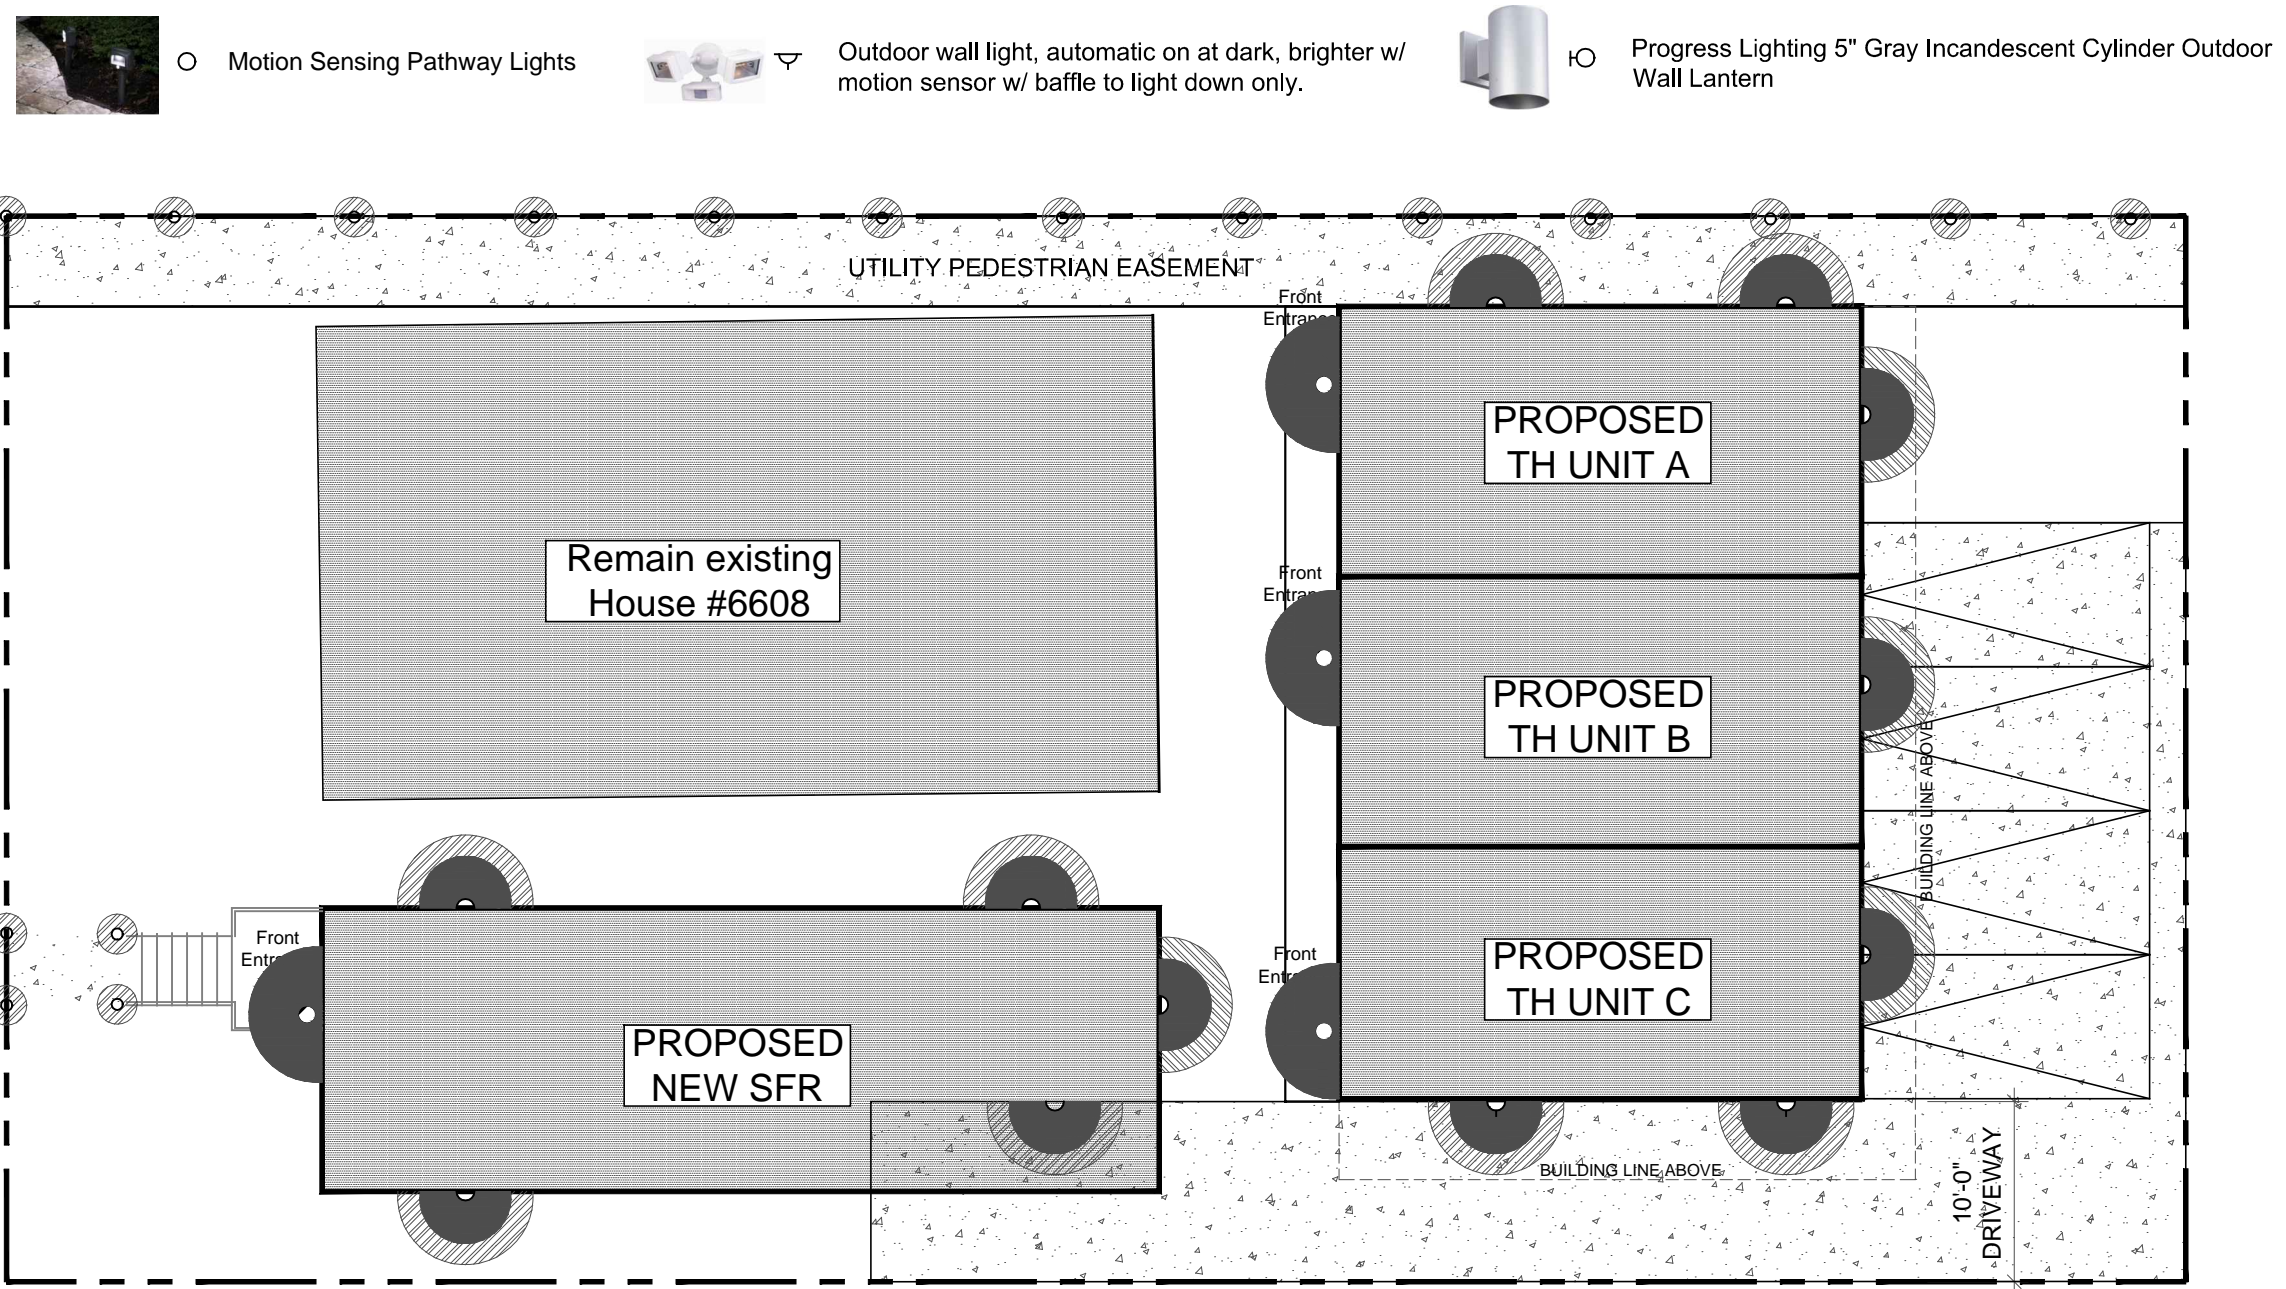 Motion Sensing Pathway Lights
Outdoor wall light, automatic on at dark, brighter w/
motion sensor w/ baffle to light down only.
Progress Lighting 5" Gray Incandescent Cylinder Outdoor
Wall Lantern
UTILITY PEDESTRIAN EASEMENT
Front
PROPOSED
TH UNIT A
Remain existing
House #6608
Front
PROPOSED
TH UNIT B
BUILDING LINE ABOVE
Front
PROPOSED
TH UNIT C
Front
PROPOSED
NEW SFR
BUILDING LINE ABOVE
10'-0"
DRIVEWAY